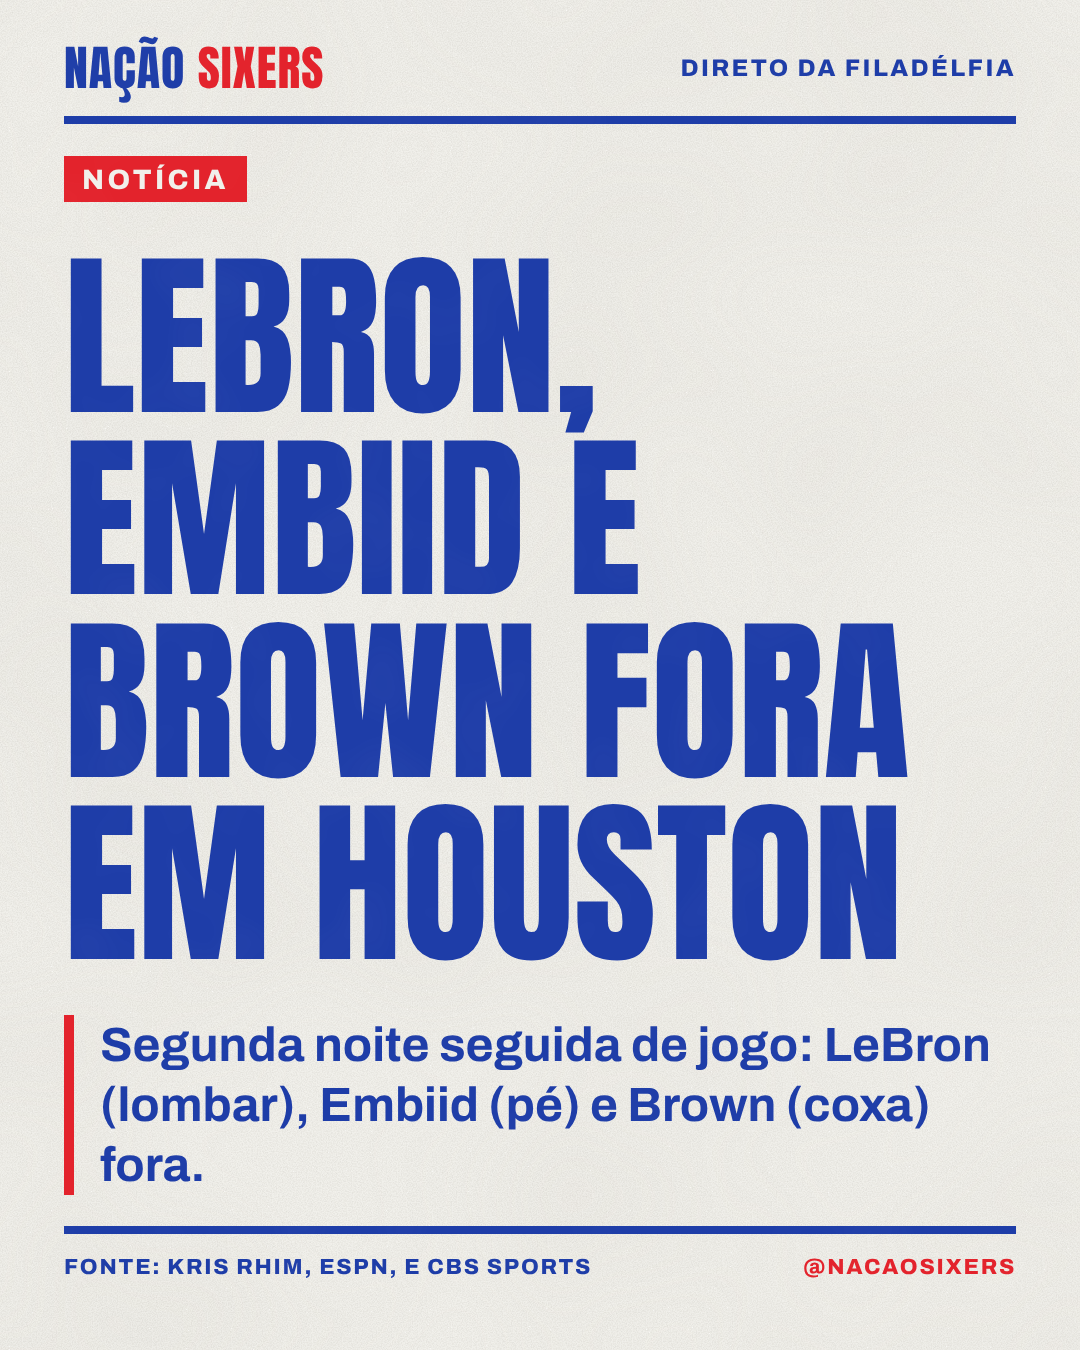 NAÇÃO SIXERS
DIRETO DA FILADÉLFIA
NOTÍCIA
LEBRON,
EMBIID E
BROWN FORA
EM HOUSTON
Segunda noite seguida de jogo: LeBron
(lombar), Embiid (pé) e Brown (coxa)
fora.
FONTE: KRIS RHIM, ESPN, E CBS SPORTS
@NACAOSIXERS